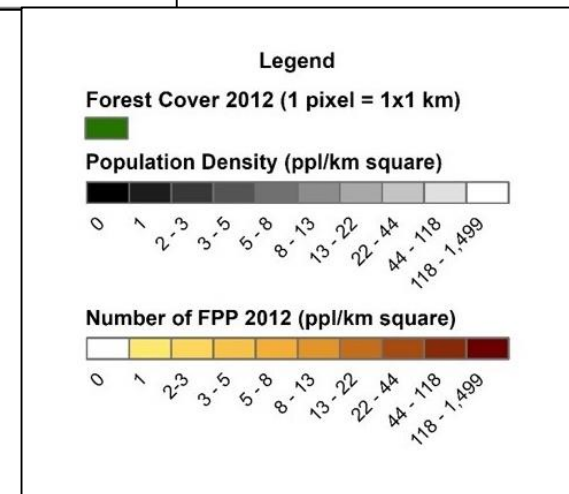 Legend
Forest Cover 2012 (1 pixel = 1x1 km)
Population Density (ppl/km square)
0 1 2 - 3 3 - 5 5 - 8 8 - 13 13 - 22 22 - 44 44 - 118 118 - 1,499
Number of FPP 2012 (ppl/km square)
0 1 2-3 3 - 5 5 - 8 8 - 13 13 - 22 22 - 44 44 - 118 118 - 1,499